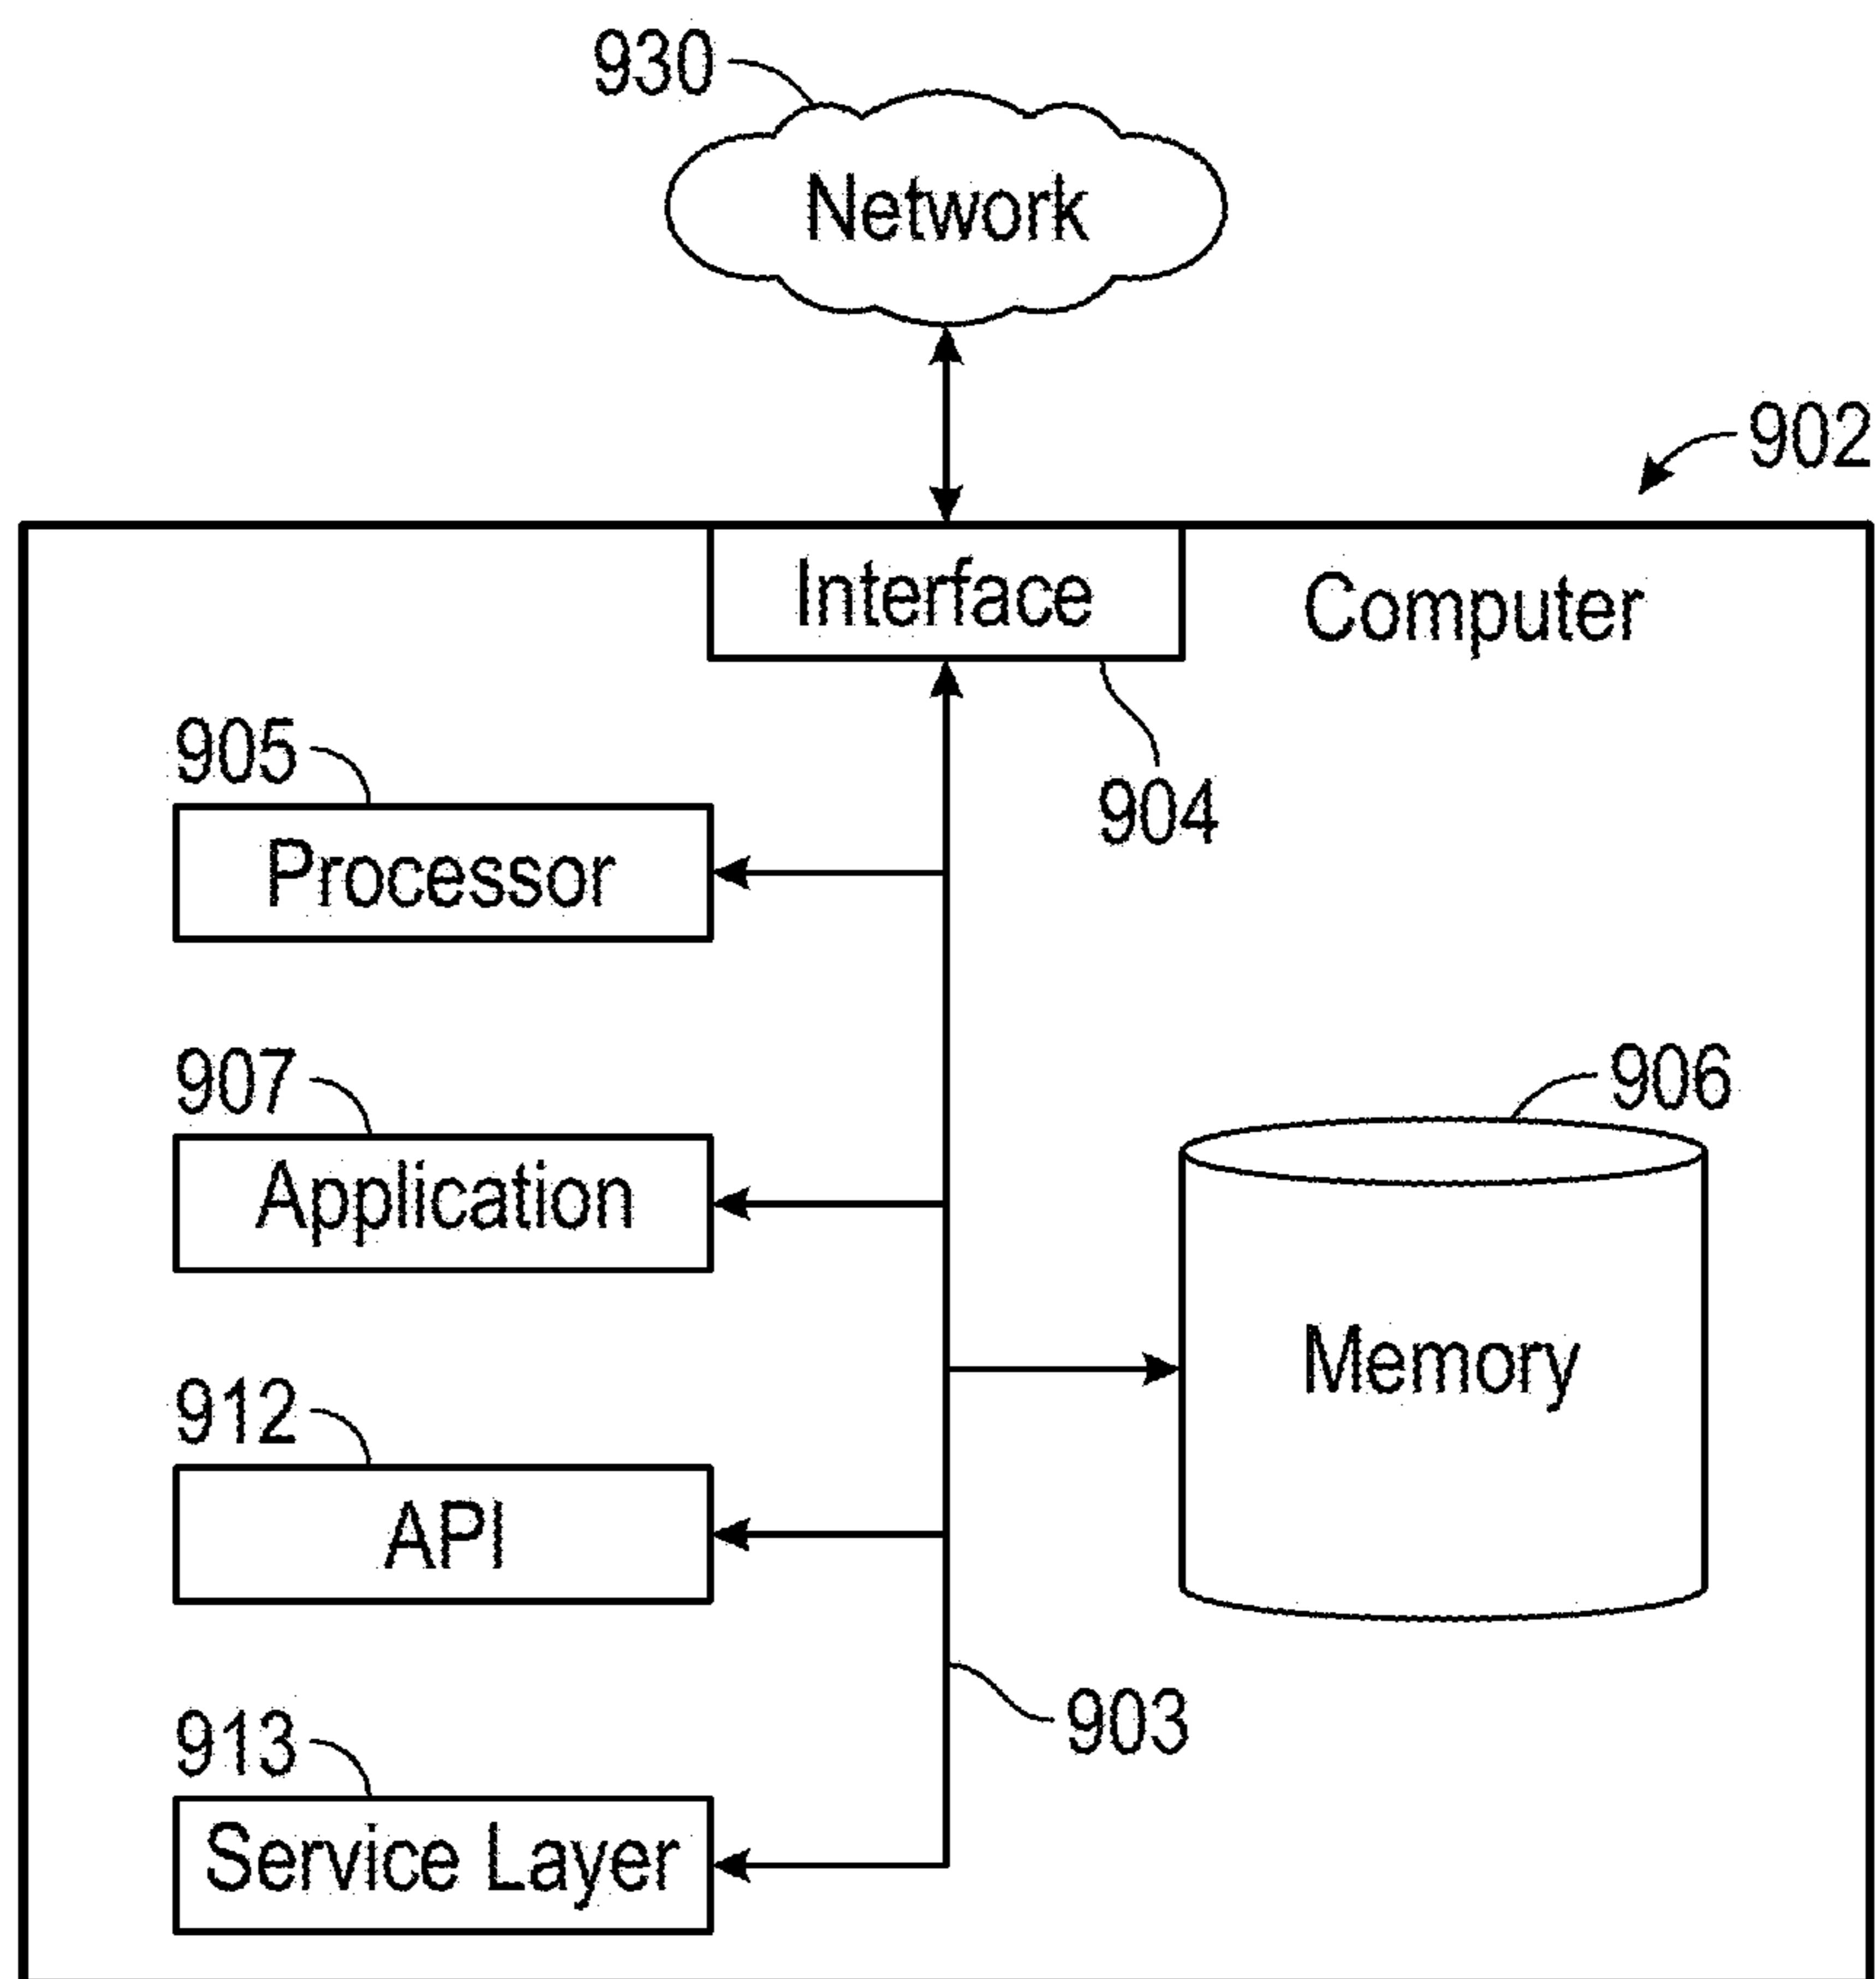 930
Network
902
Interface
Computer
905
904
Processor
907
906
Application
Memory
912
API
903
913
Service Layer